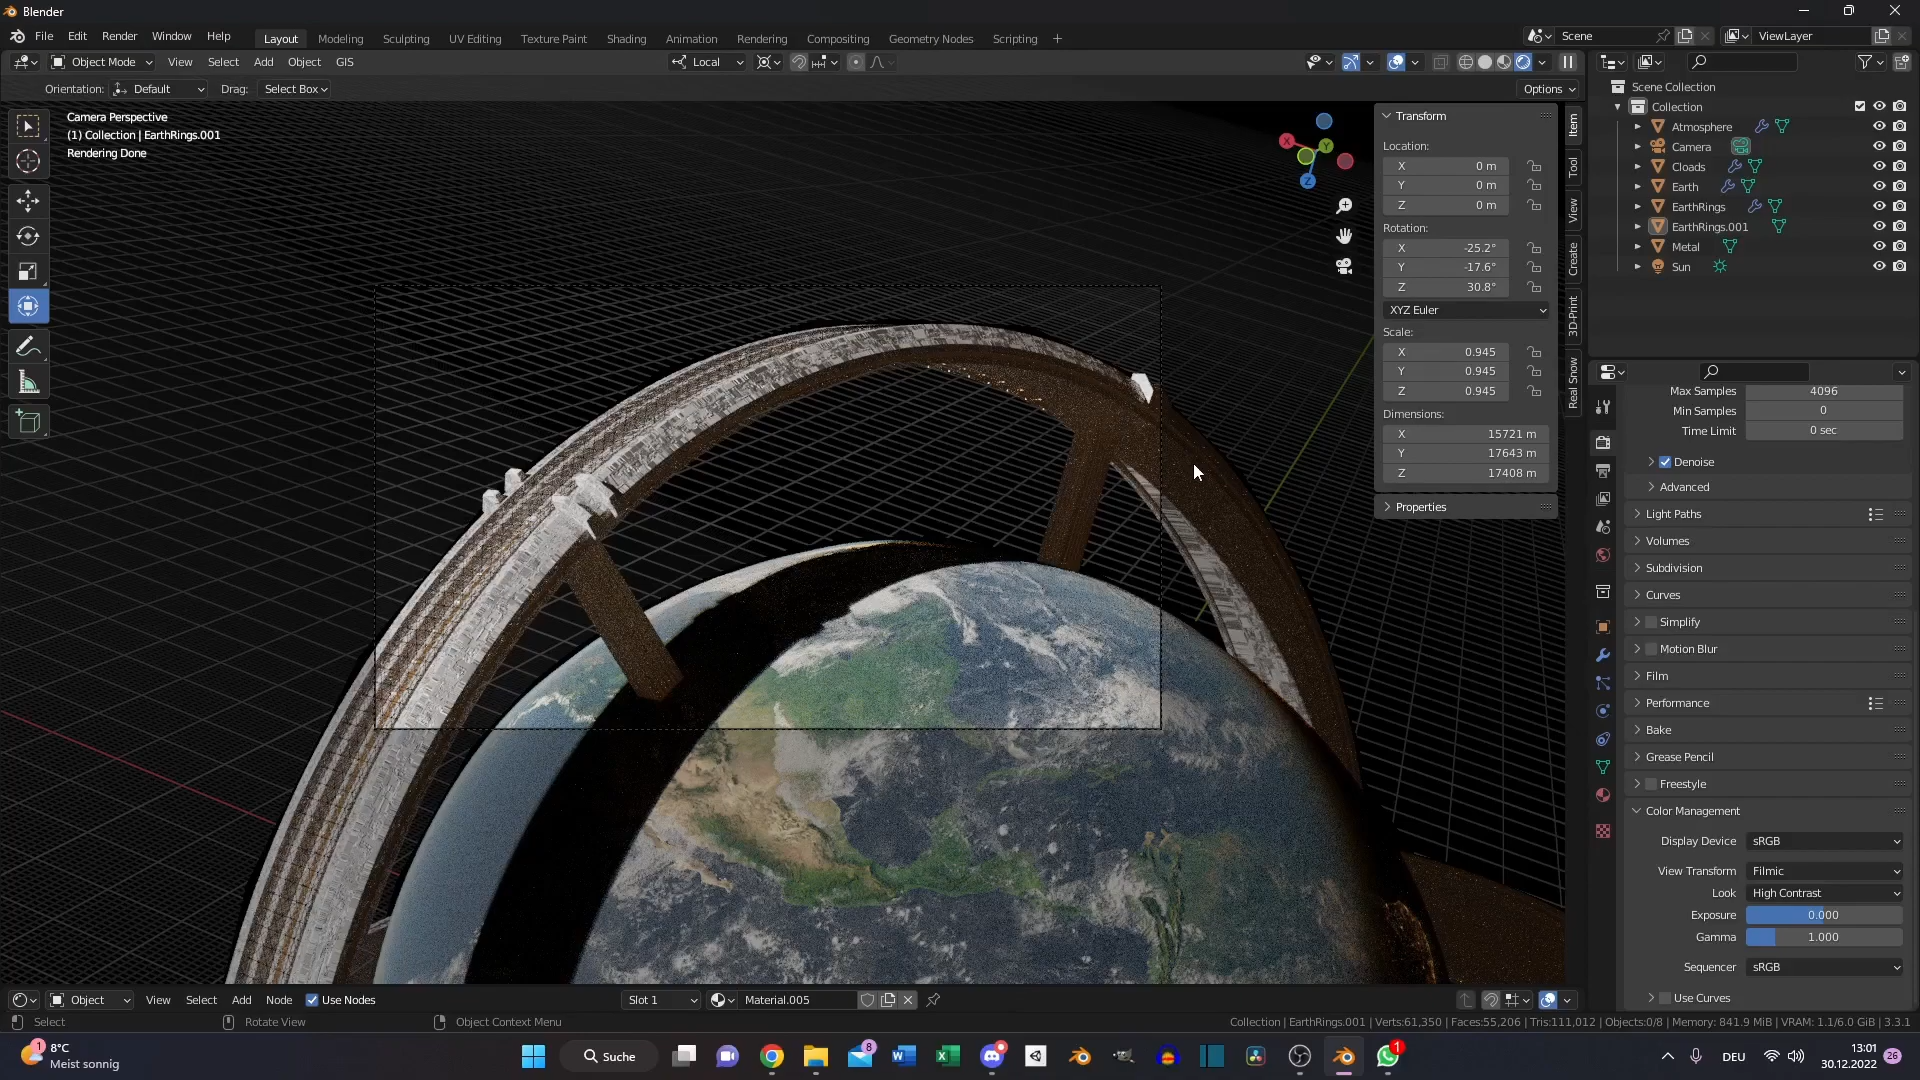 Blender
File Edit Render Window Help
Layout Modeling Sculpting UV Editing Texture Paint Shading Animation Rendering Compositing Geometry Nodes Scripting +
Scene
ViewLayer
Object Mode View Select Add Object GIS
Local
Orientation: Default Drag: Select Box
Options
Camera Perspective
(1) Collection | EarthRings.001
Rendering Done
X
Y
Z
Transform
Location:
X 0 m
Y 0 m
Z 0 m
Rotation:
X -25.2°
Y -17.6°
Z 30.8°
XYZ Euler
Scale:
X 0.945
Y 0.945
Z 0.945
Dimensions:
X 15721 m
Y 17643 m
Z 17408 m
Properties
Item
Tool
View
Create
3D-Print
Real Snow
Scene Collection
Collection
Atmosphere
Camera
Cloads
Earth
EarthRings
EarthRings.001
Metal
Sun
Max Samples 4096
Min Samples 0
Time Limit 0 sec
Denoise
Advanced
Light Paths
Volumes
Subdivision
Curves
Simplify
Motion Blur
Film
Performance
Bake
Grease Pencil
Freestyle
Color Management
Display Device sRGB
View Transform Filmic
Look High Contrast
Exposure 0.000
Gamma 1.000
Sequencer sRGB
Use Curves
Object View Select Add Node Use Nodes
Slot 1
Material.005
Select Rotate View Object Context Menu
Collection | EarthRings.001 | Verts:61,350 | Faces:55,206 | Tris:111,012 | Objects:0/8 | Memory: 841.9 MiB | VRAM: 1.1/6.0 GiB | 3.3.1
1
8°C
Meist sonnig
Suche
8
1
DEU
13:01
30.12.2022
26